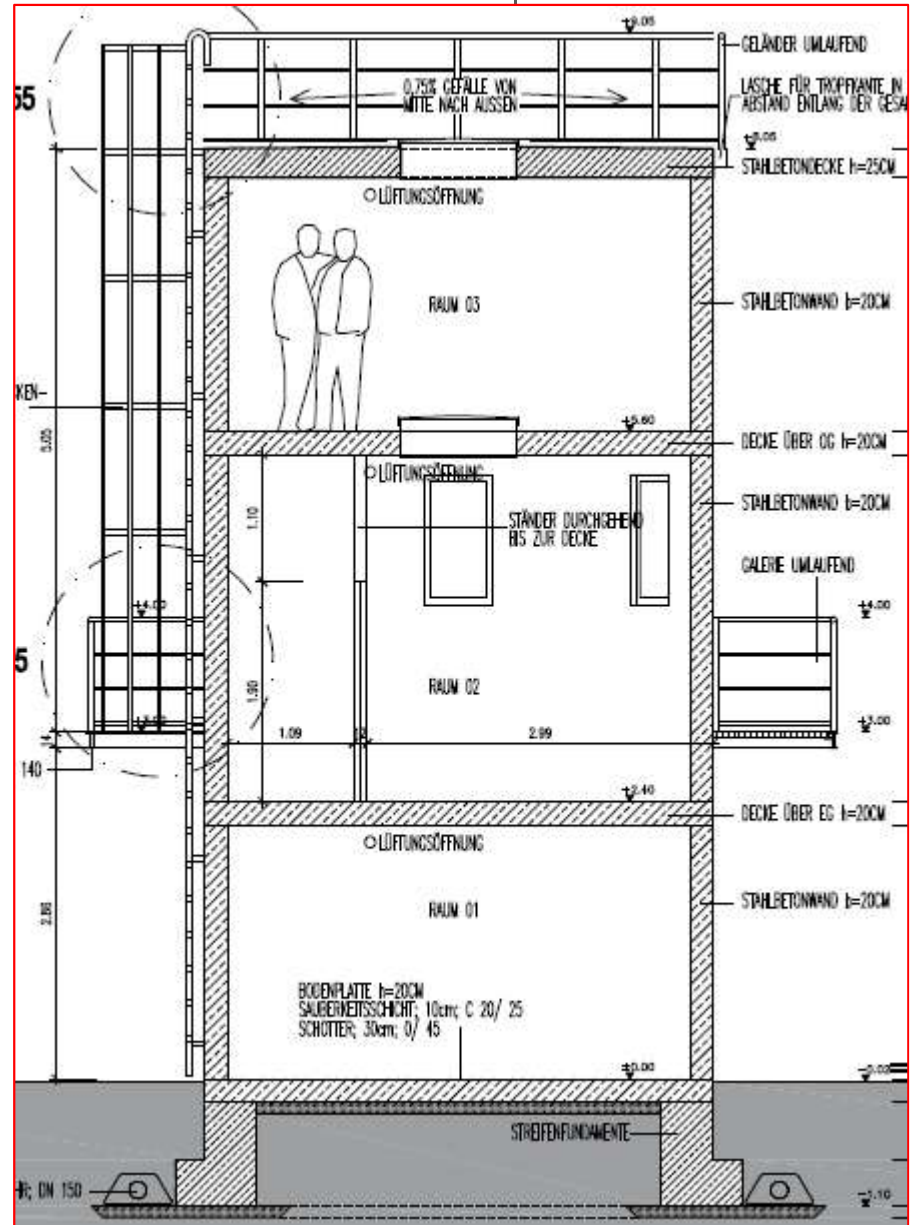 +9.05
GELÄNDER UMLAUFEND
55
0,75% GEFÄLLE VON
MITTE NACH AUSSEN
LASCHE FÜR TROPFKANTE IN
ABSTAND ENTLANG DER GESA
STAHLBETONDECKE h=25CM
LÜFTUNGSÖFFNUNG
RAUM 03
STAHLBETONWAND b=20CM
KEN-
+5.60
DECKE ÜBER OG h=20CM
LÜFTUNGSÖFFNUNG
1.10
STÄNDER DURCHGEHEND
BIS ZUR DECKE
STAHLBETONWAND b=20CM
GALERIE UMLAUFEND
+4.00
+4.00
5
1.90
RAUM 02
+3.00
1.09
12
2.99
14
140
+2.40
DECKE ÜBER EG h=20CM
LÜFTUNGSÖFFNUNG
2.86
RAUM 01
STAHLBETONWAND b=20CM
BODENPLATTE h=20CM
SAUBERKEITSSCHICHT; 10cm; C 20/ 25
SCHOTTER; 30cm; 0/ 45
±0.00
-0.02
STREIFENFUNDAMENTE
DN 150
-1.10